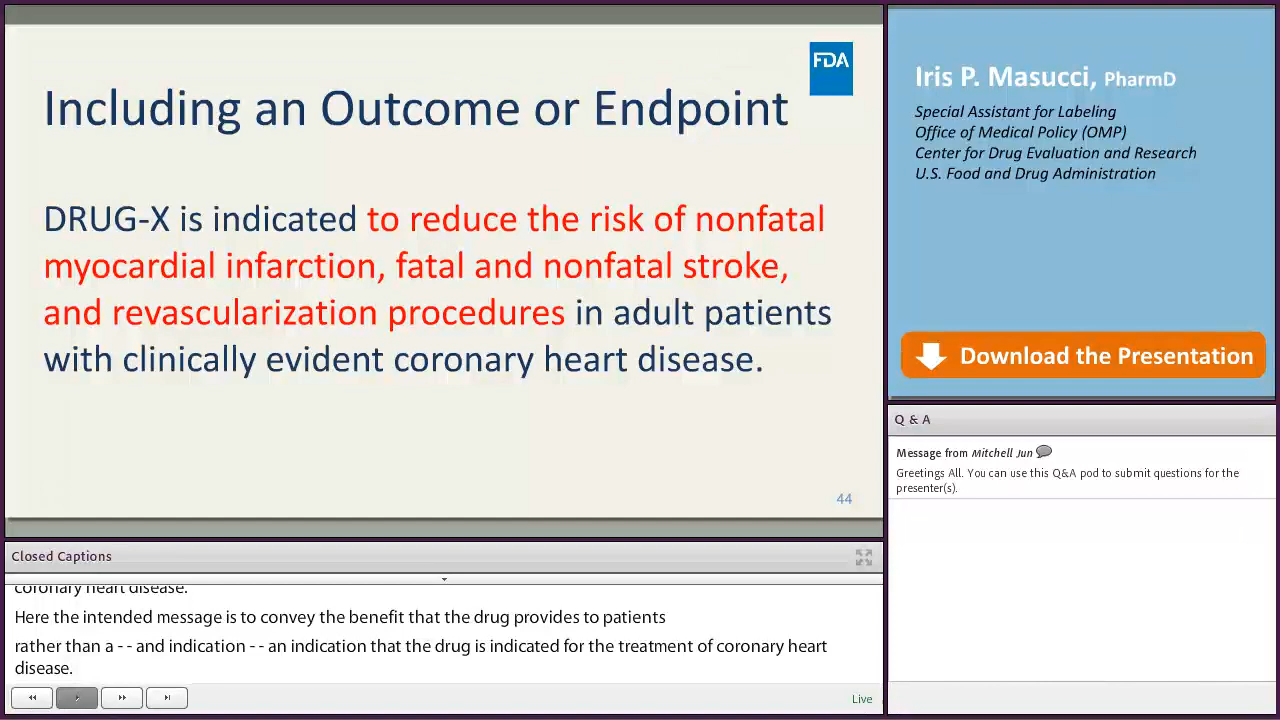 FDA
Including an Outcome or Endpoint
DRUG-X is indicated to reduce the risk of nonfatal
myocardial infarction, fatal and nonfatal stroke,
and revascularization procedures in adult patients
with clinically evident coronary heart disease.
44
Iris P. Masucci, PharmD
Special Assistant for Labeling
Office of Medical Policy (OMP)
Center for Drug Evaluation and Research
U.S. Food and Drug Administration
Download the Presentation
Q & A
Message from Mitchell Jun
Greetings All. You can use this Q&A pod to submit questions for the
presenter(s).
Closed Captions
coronary heart disease.
Here the intended message is to convey the benefit that the drug provides to patients
rather than a - - and indication - - an indication that the drug is indicated for the treatment of coronary heart
disease.
Live